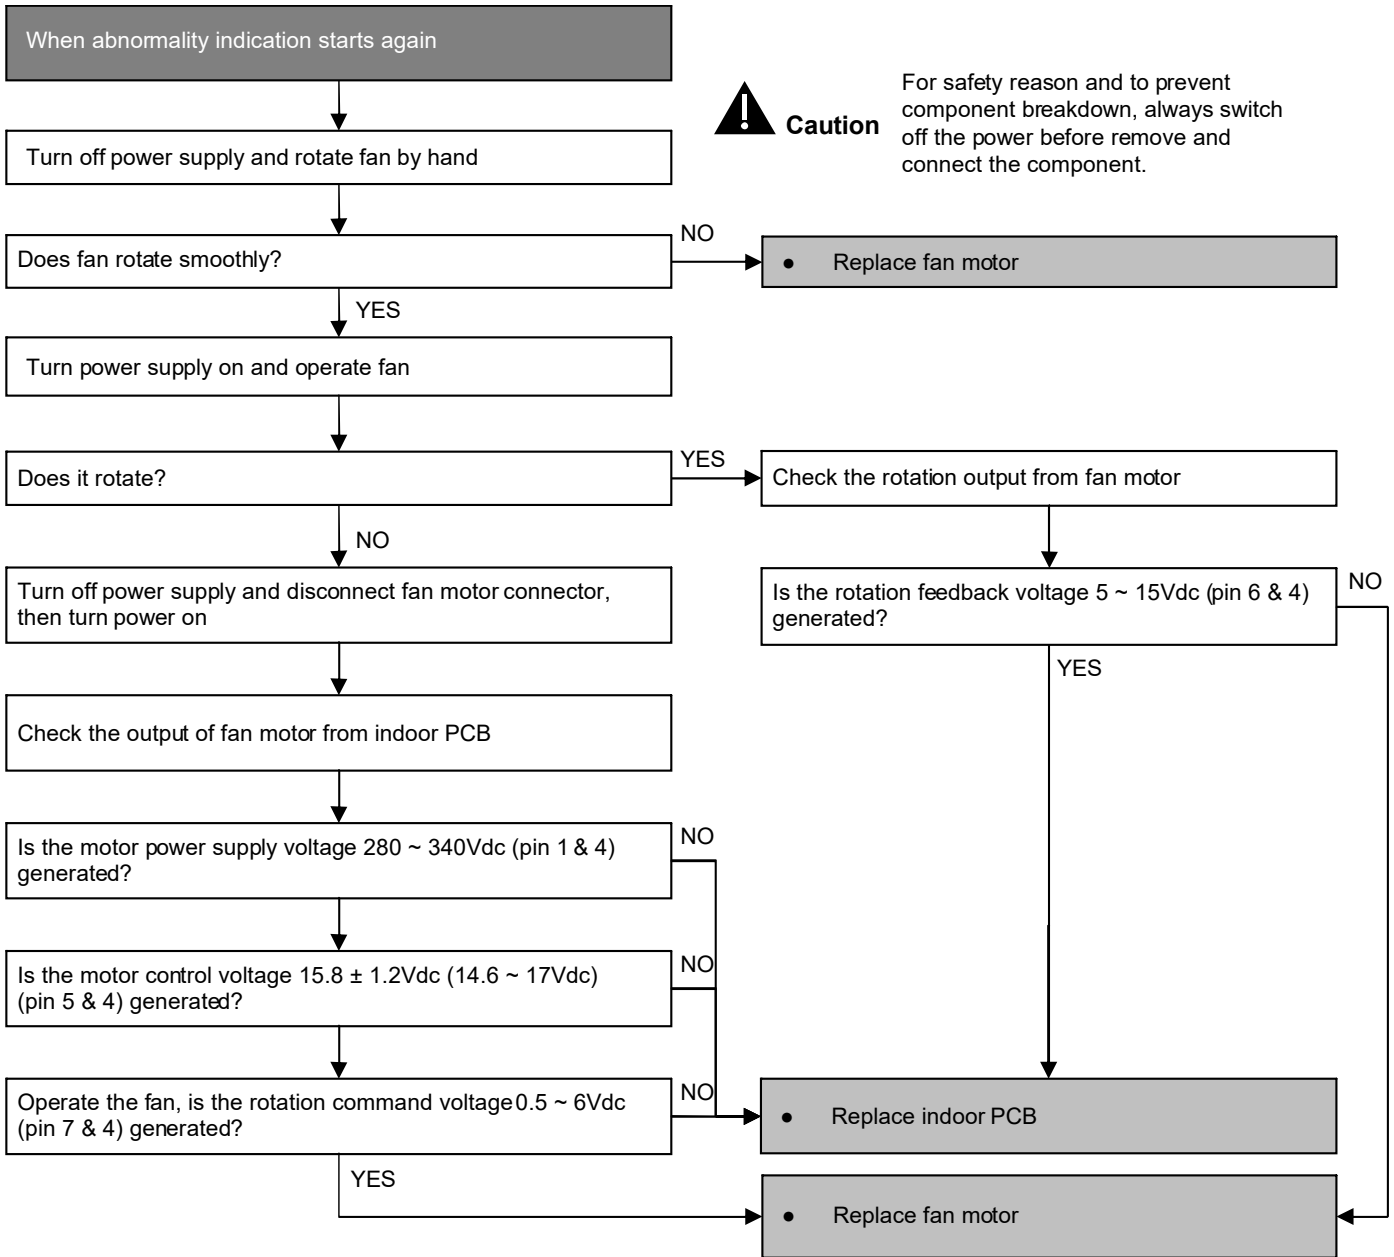 When abnormality indication starts again
Caution
For safety reason and to prevent
component breakdown, always switch
off the power before remove and
connect the component.
Turn off power supply and rotate fan by hand
Does fan rotate smoothly?
NO
• Replace fan motor
YES
Turn power supply on and operate fan
Does it rotate?
YES
Check the rotation output from fan motor
NO
Turn off power supply and disconnect fan motor connector,
then turn power on
Is the rotation feedback voltage 5 ~ 15Vdc (pin 6 & 4)
generated?
NO
YES
Check the output of fan motor from indoor PCB
Is the motor power supply voltage 280 ~ 340Vdc (pin 1 & 4)
generated?
NO
Is the motor control voltage 15.8 ± 1.2Vdc (14.6 ~ 17Vdc)
(pin 5 & 4) generated?
NO
Operate the fan, is the rotation command voltage 0.5 ~ 6Vdc
(pin 7 & 4) generated?
NO
• Replace indoor PCB
YES
• Replace fan motor